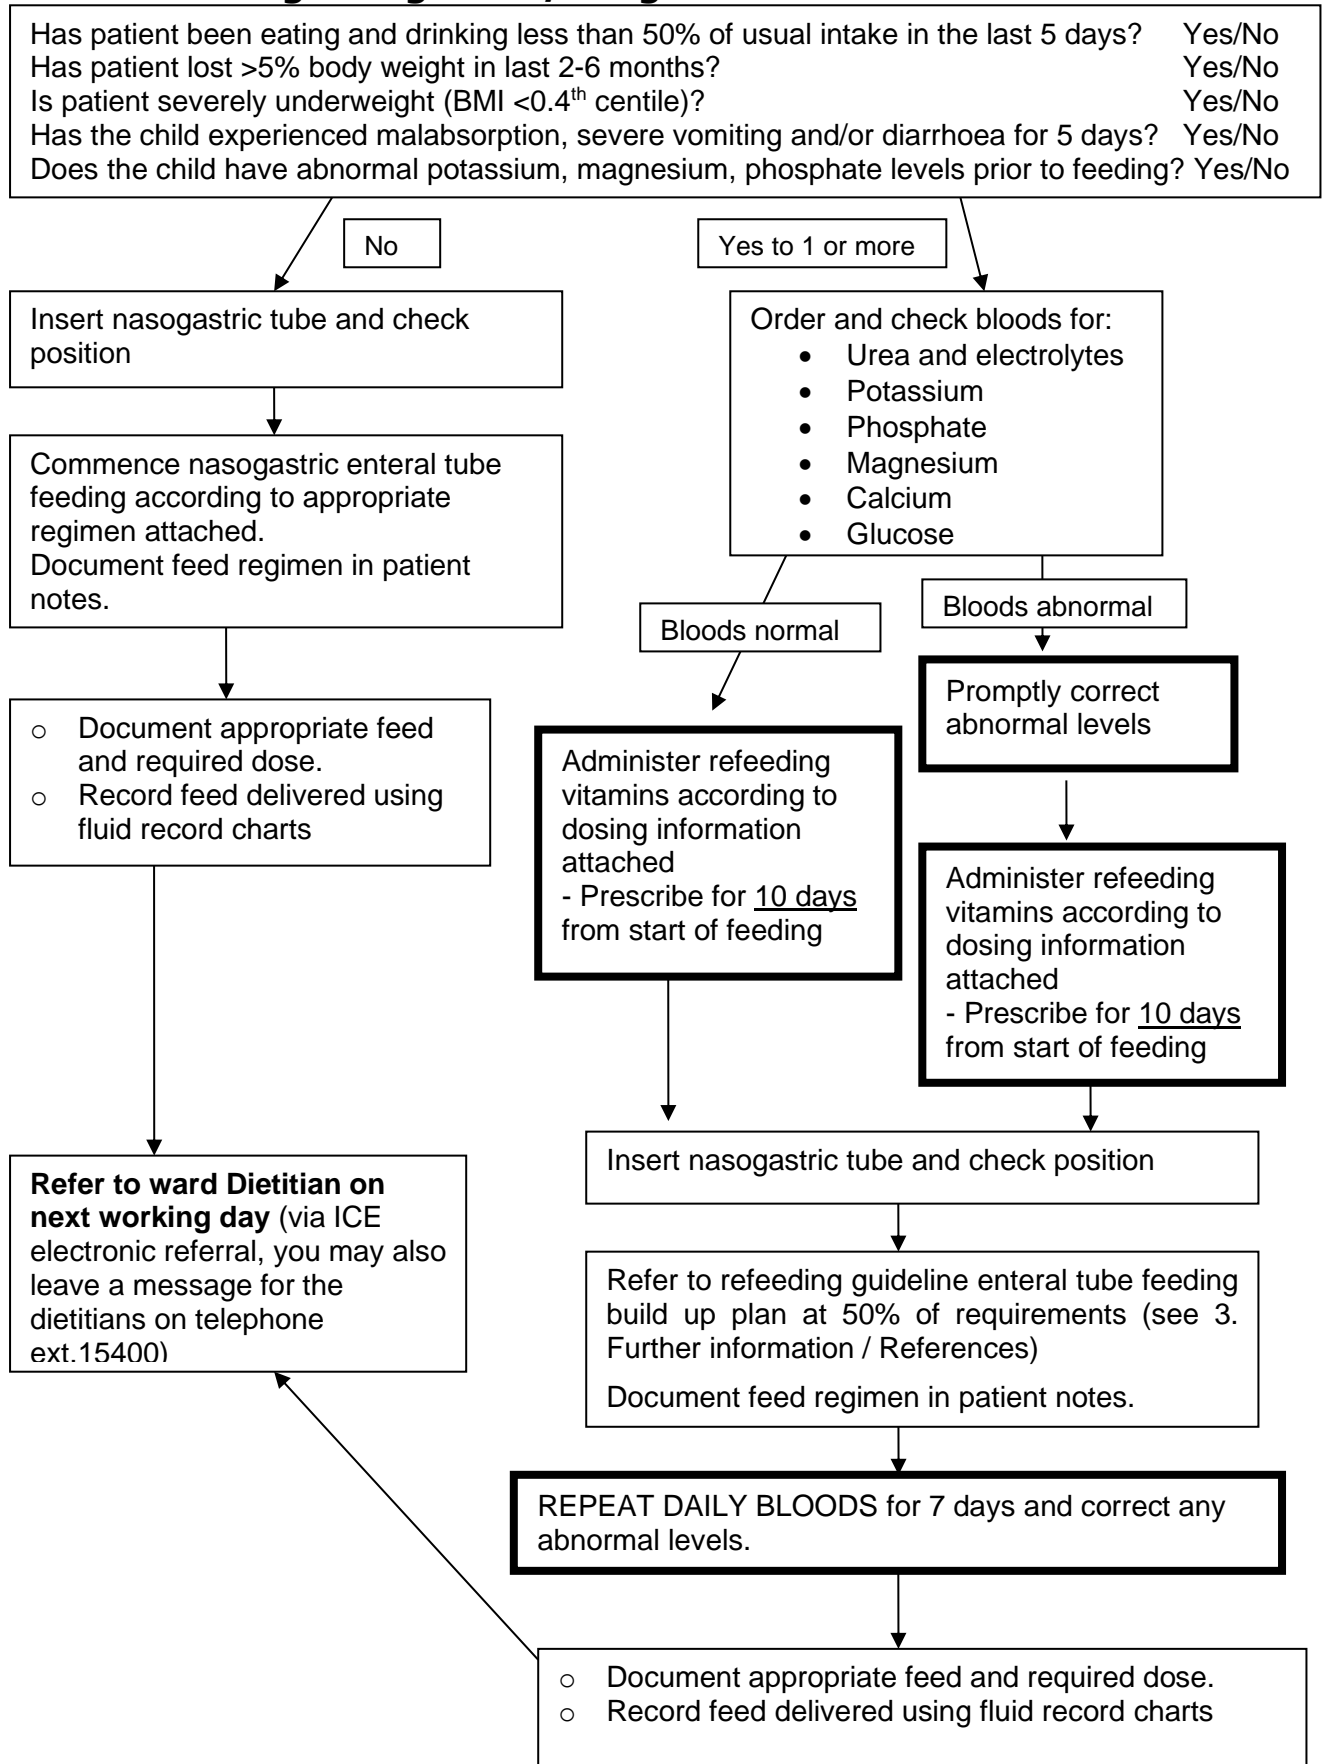 Has patient been eating and drinking less than 50% of usual intake in the last 5 days? Yes/No
Has patient lost >5% body weight in last 2-6 months? Yes/No
Is patient severely underweight (BMI <0.4th centile)? Yes/No
Has the child experienced malabsorption, severe vomiting and/or diarrhoea for 5 days? Yes/No
Does the child have abnormal potassium, magnesium, phosphate levels prior to feeding? Yes/No
No
Yes to 1 or more
Insert nasogastric tube and check
position
Commence nasogastric enteral tube
feeding according to appropriate
regimen attached.
Document feed regimen in patient
notes.
o Document appropriate feed
and required dose.
o Record feed delivered using
fluid record charts
Order and check bloods for:
• Urea and electrolytes
• Potassium
• Phosphate
• Magnesium
• Calcium
• Glucose
Bloods normal
Bloods abnormal
Administer refeeding
vitamins according to
dosing information
attached
- Prescribe for 10 days
from start of feeding
Promptly correct
abnormal levels
Administer refeeding
vitamins according to
dosing information
attached
- Prescribe for 10 days
from start of feeding
Insert nasogastric tube and check position
Refer to refeeding guideline enteral tube feeding
build up plan at 50% of requirements (see 3.
Further information / References)
Document feed regimen in patient notes.
REPEAT DAILY BLOODS for 7 days and correct any
abnormal levels.
o Document appropriate feed and required dose.
o Record feed delivered using fluid record charts
Refer to ward Dietitian on
next working day (via ICE
electronic referral, you may also
leave a message for the
dietitians on telephone
ext.15400)